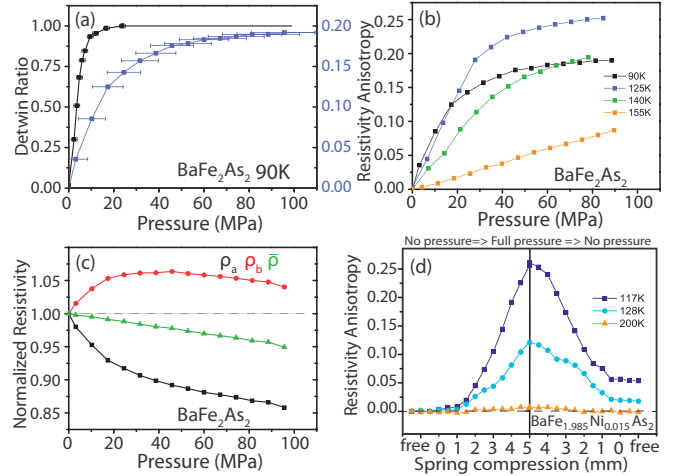 (a)
Detwin Ratio
1.00
0.75
0.50
0.25
0.00
0.20
0.15
0.10
0.05
0.00
BaFe2As2 90K
0 20 40 60 80 100
Pressure (MPa)
(b)
Resistivity Anisotropy
0.25
0.20
0.15
0.10
0.05
0.00
90K
125K
140K
155K
BaFe2As2
0 20 40 60 80 100
Pressure (MPa)
(c)
ρa ρb ρ̄
Normalized Resistivity
1.05
1.00
0.95
0.90
0.85
BaFe2As2
0 20 40 60 80 100
Pressure (MPa)
No pressure=> Full pressure => No pressure
(d)
Resistivity Anisotropy
0.25
0.20
0.15
0.10
0.05
0.00
117K
128K
200K
BaFe1.985Ni0.015As2
free 0 1 2 3 4 5 4 3 2 1 0 free
Spring compression (mm)